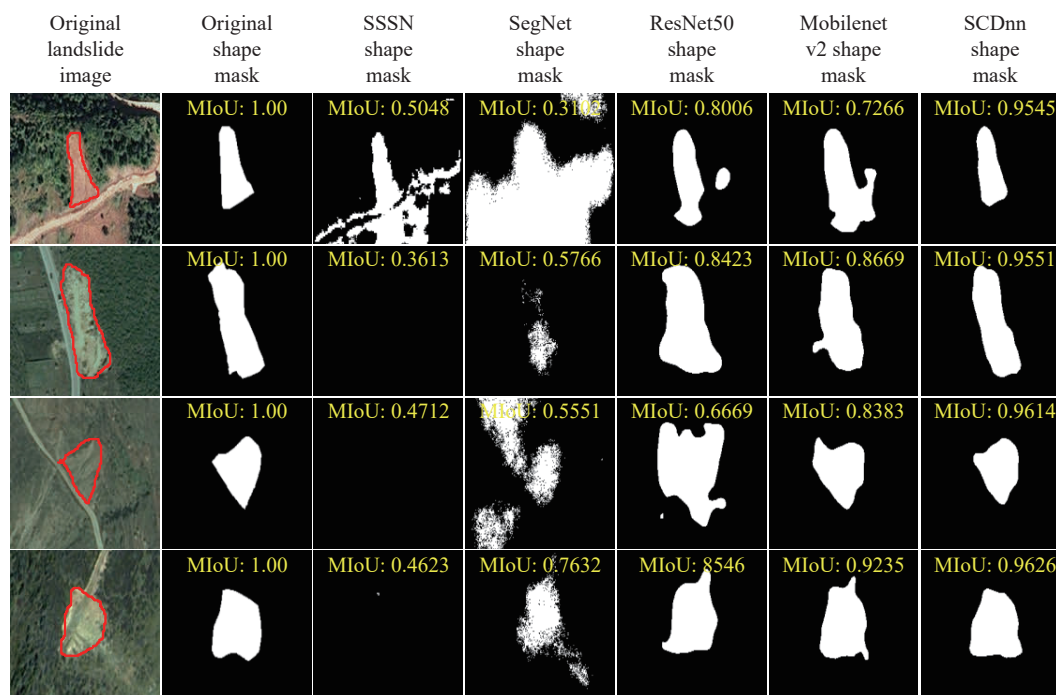 Original landslide image
Original shape mask
SSSN shape mask
SegNet shape mask
ResNet50 shape mask
Mobilenet v2 shape mask
SCDnn shape mask
MIoU: 1.00 MIoU: 0.5048 MIoU: 0.3102 MIoU: 0.8006 MIoU: 0.7266 MIoU: 0.9545
MIoU: 1.00 MIoU: 0.3613 MIoU: 0.5766 MIoU: 0.8423 MIoU: 0.8669 MIoU: 0.9551
MIoU: 1.00 MIoU: 0.4712 MIoU: 0.5551 MIoU: 0.6669 MIoU: 0.8383 MIoU: 0.9614
MIoU: 1.00 MIoU: 0.4623 MIoU: 0.7632 MIoU: 8546 MIoU: 0.9235 MIoU: 0.9626